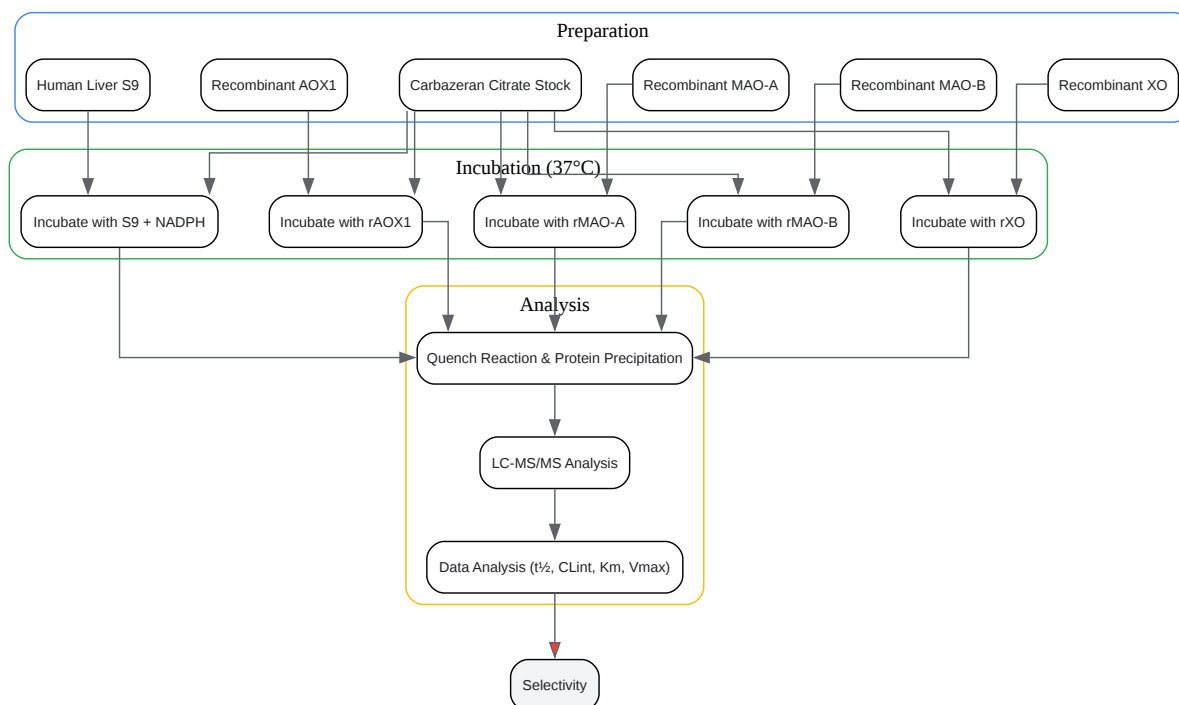 Preparation
Human Liver S9
Recombinant AOX1
Carbazeran Citrate Stock
Recombinant MAO-A
Recombinant MAO-B
Recombinant XO
Incubation (37°C)
Incubate with S9 + NADPH
Incubate with rAOX1
Incubate with rMAO-A
Incubate with rMAO-B
Incubate with rXO
Analysis
Quench Reaction & Protein Precipitation
LC-MS/MS Analysis
Data Analysis (t½, CLint, Km, Vmax)
Selectivity